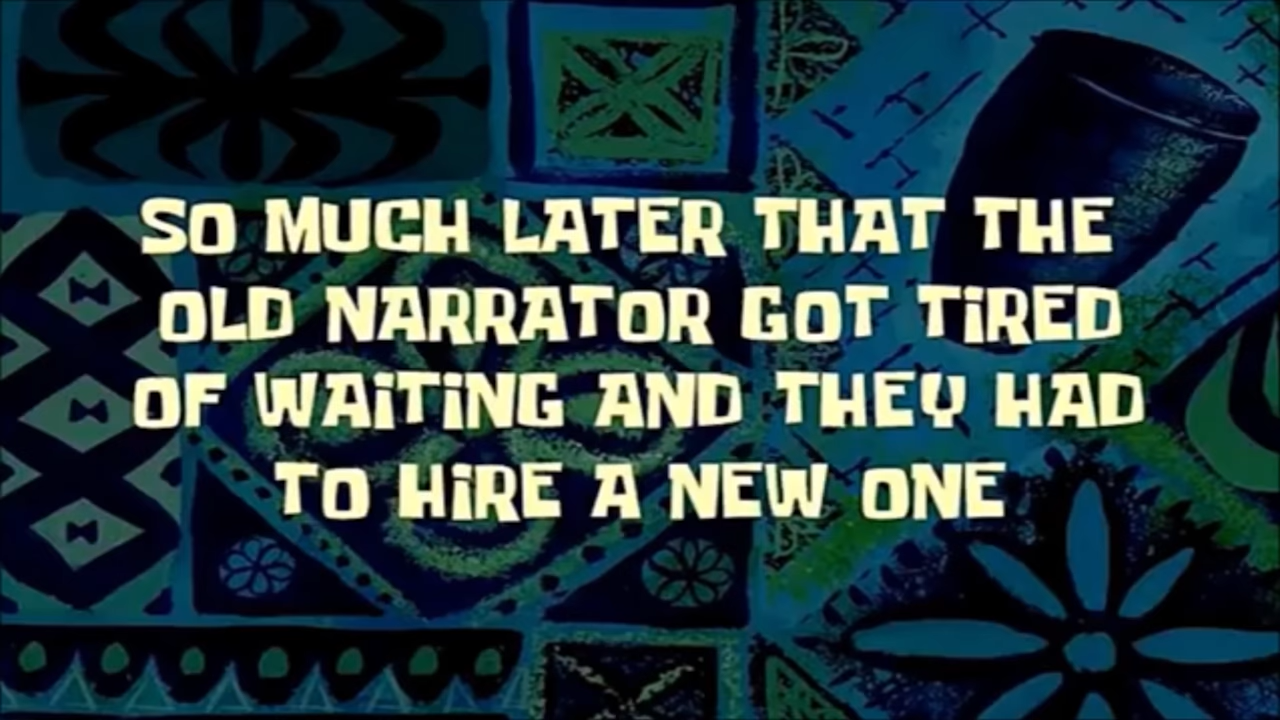 SO MUCH LATER THAT THE
OLD NARRATOR GOT TiRED
OF WAiTiNG AND THEY HAD
TO HiRE A NEW ONE